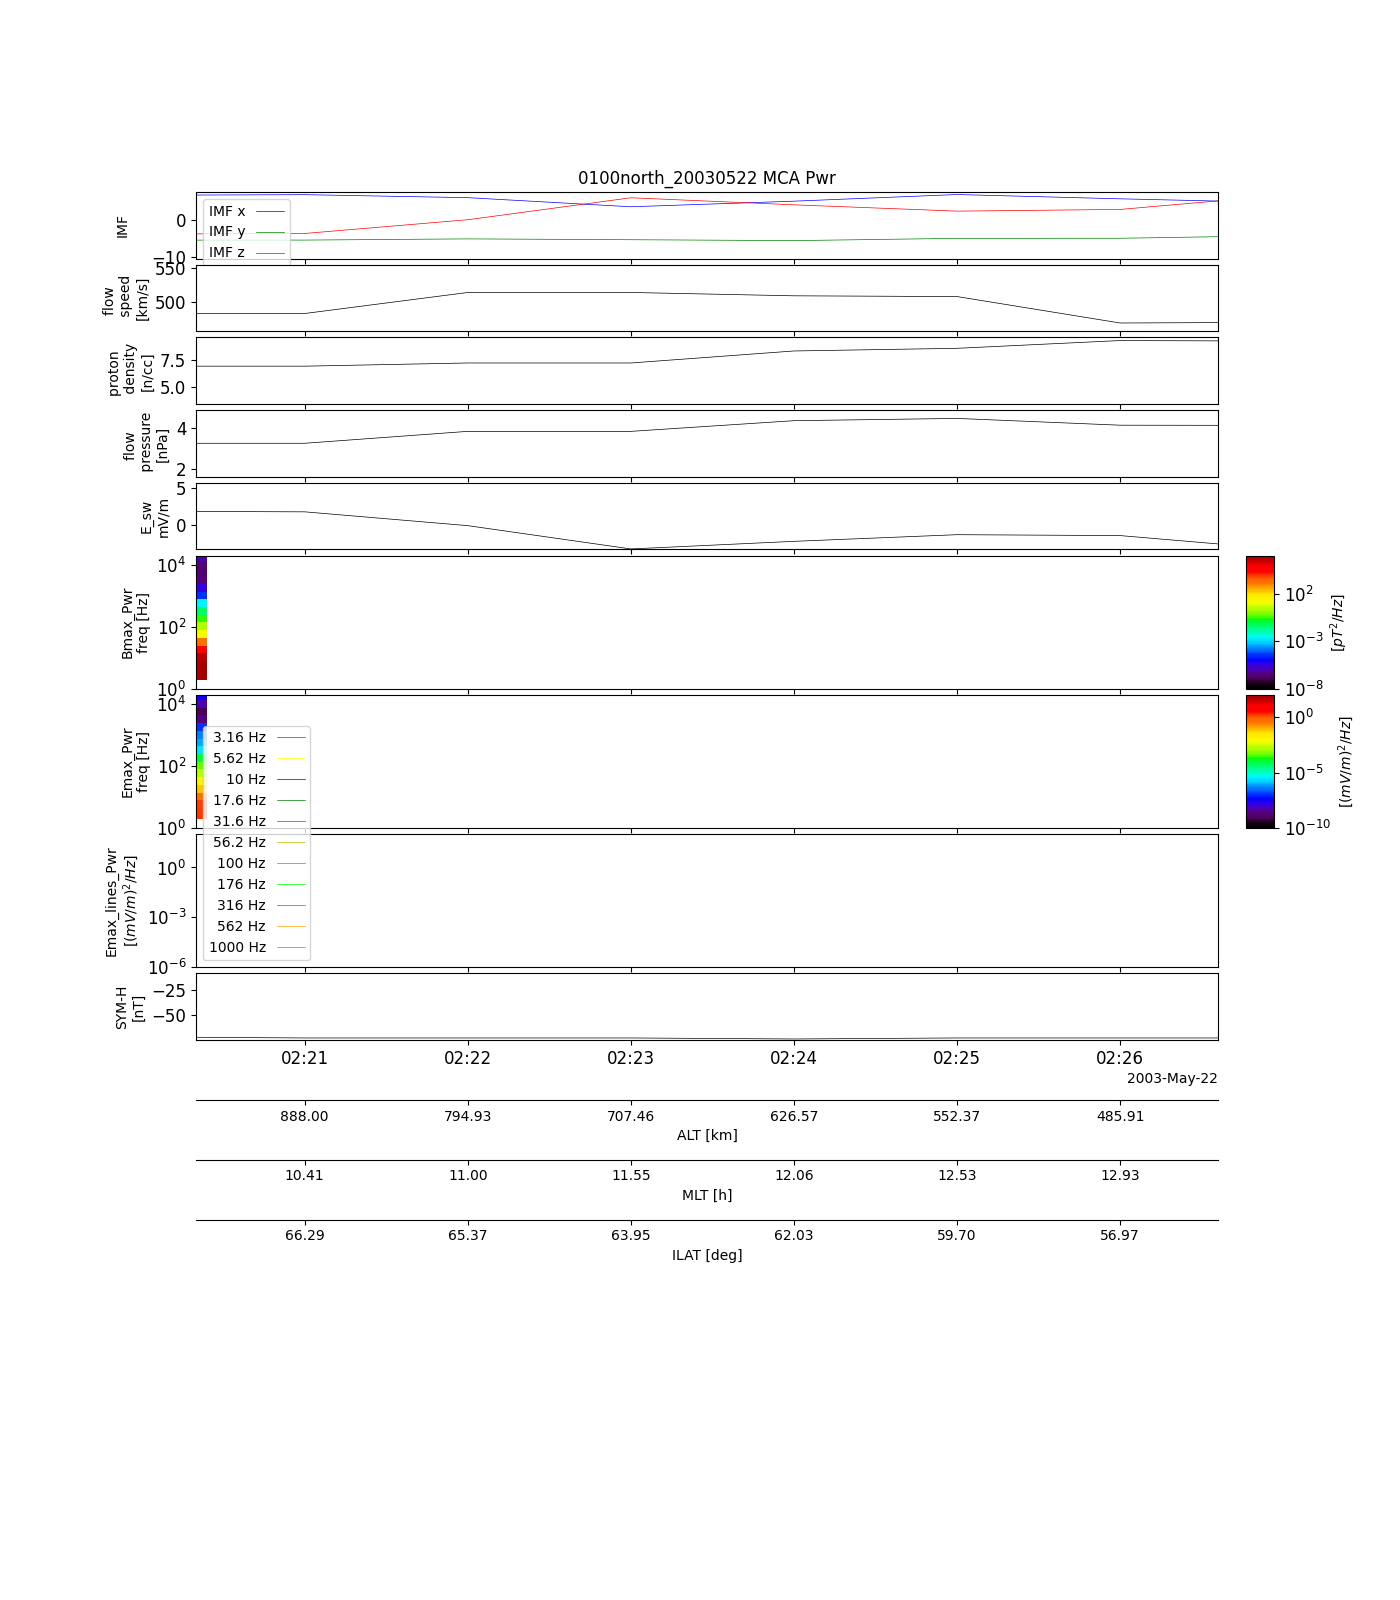 0100north_20030522 MCA Pwr
IMF
0
−10
IMF x
IMF y
IMF z
flow
speed
[km/s]
550
500
proton
density
[n/cc]
7.5
5.0
flow
pressure
[nPa]
4
2
E_sw
mV/m
5
0
Bmax_Pwr
freq [Hz]
10^4
10^2
10^0
10^2
10^−3
10^−8
[pT^2/Hz]
Emax_Pwr
freq [Hz]
10^4
10^2
10^0
10^0
10^−5
10^−10
[(mV/m)^2/Hz]
3.16 Hz
5.62 Hz
10 Hz
17.6 Hz
31.6 Hz
56.2 Hz
100 Hz
176 Hz
316 Hz
562 Hz
1000 Hz
Emax_lines_Pwr
[(mV/m)^2/Hz]
10^0
10^−3
10^−6
SYM-H
[nT]
−25
−50
02:21 02:22 02:23 02:24 02:25 02:26
2003-May-22
888.00 794.93 707.46 626.57 552.37 485.91
ALT [km]
10.41 11.00 11.55 12.06 12.53 12.93
MLT [h]
66.29 65.37 63.95 62.03 59.70 56.97
ILAT [deg]